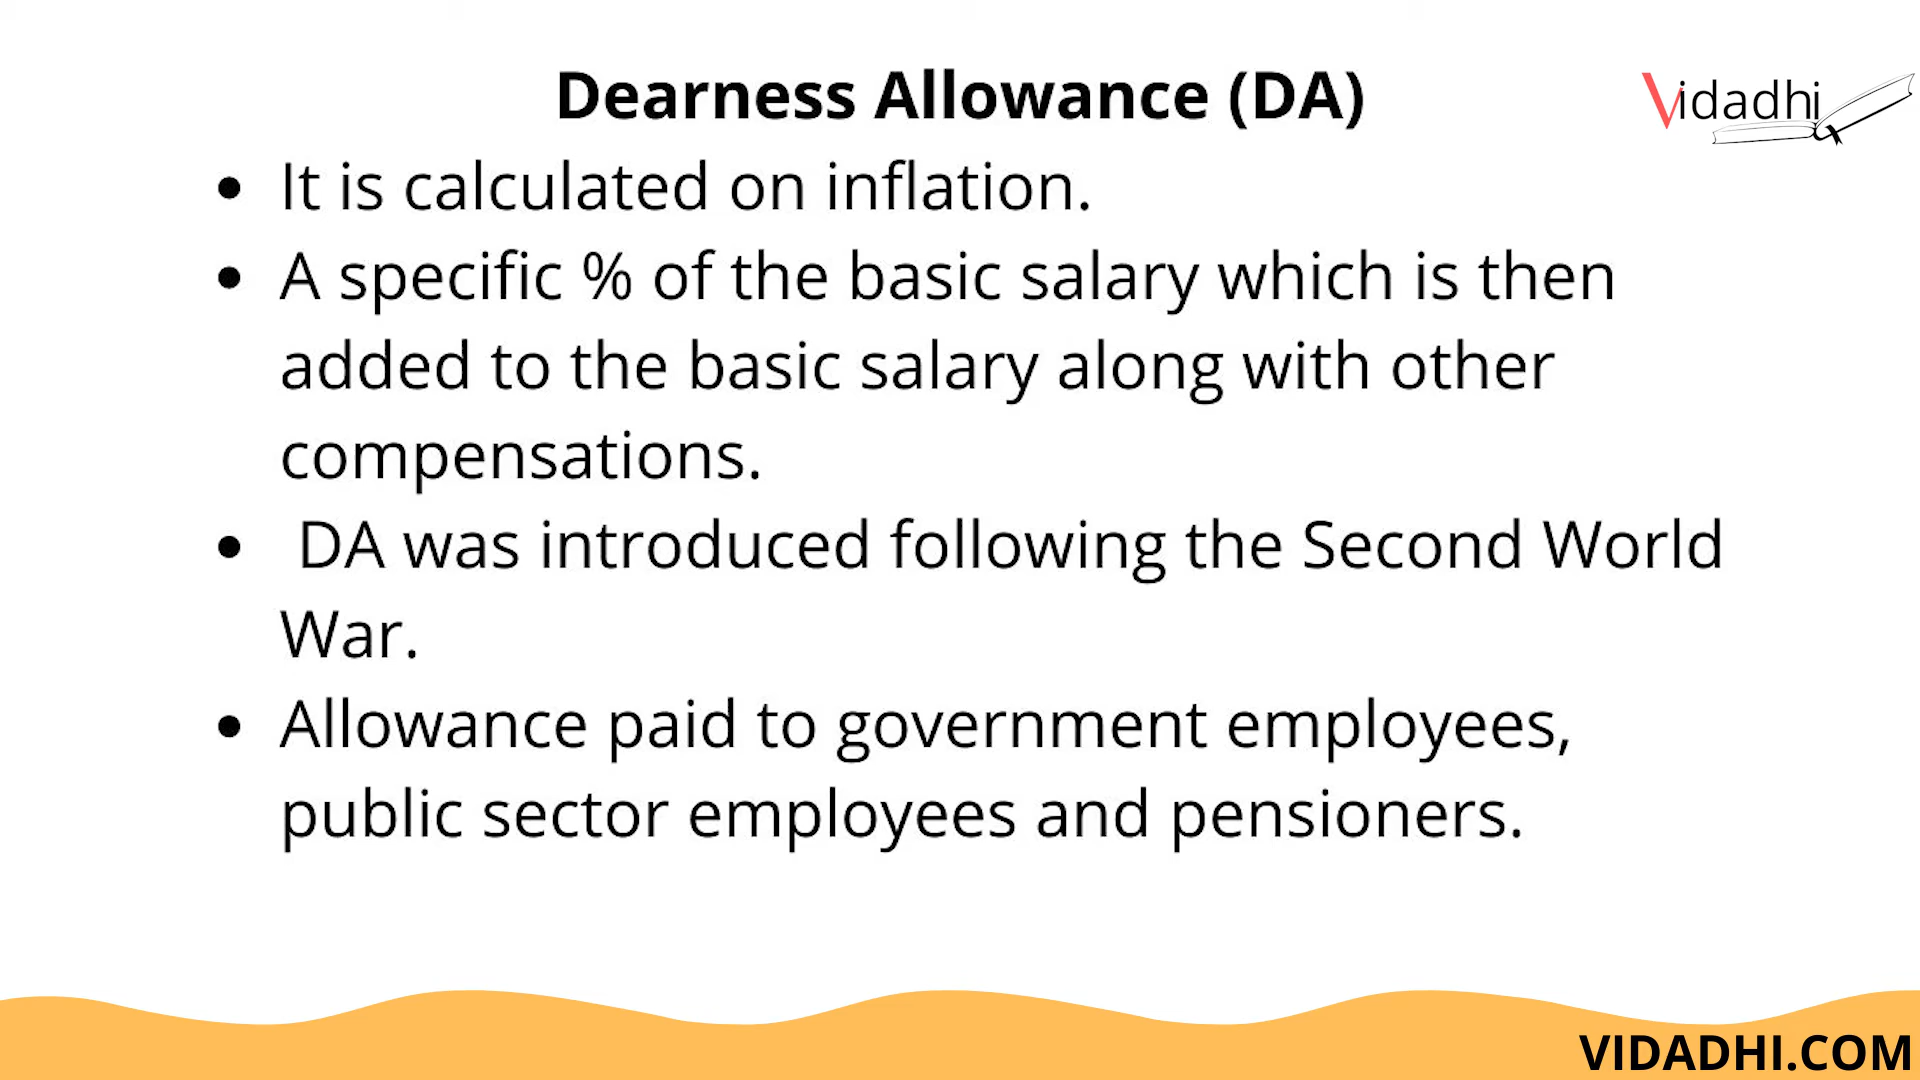 Dearness Allowance (DA)
Vidadhi
• It is calculated on inflation.
• A specific % of the basic salary which is then
added to the basic salary along with other
compensations.
• DA was introduced following the Second World
War.
• Allowance paid to government employees,
public sector employees and pensioners.
VIDADHI.COM